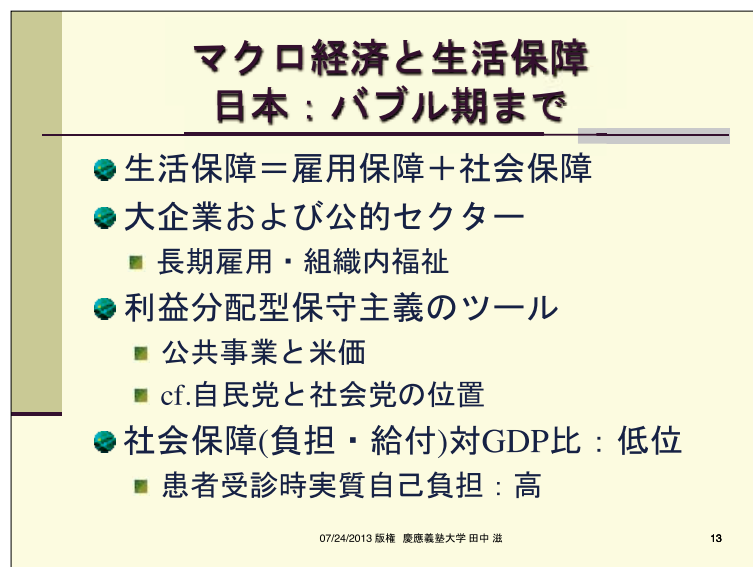 マクロ経済と生活保障
日本：バブル期まで
生活保障＝雇用保障＋社会保障
大企業および公的セクター
長期雇用・組織内福祉
利益分配型保守主義のツール
公共事業と米価
cf.自民党と社会党の位置
社会保障(負担・給付)対GDP比：低位
患者受診時実質自己負担：高
07/24/2013 版権 慶應義塾大学 田中 滋
13